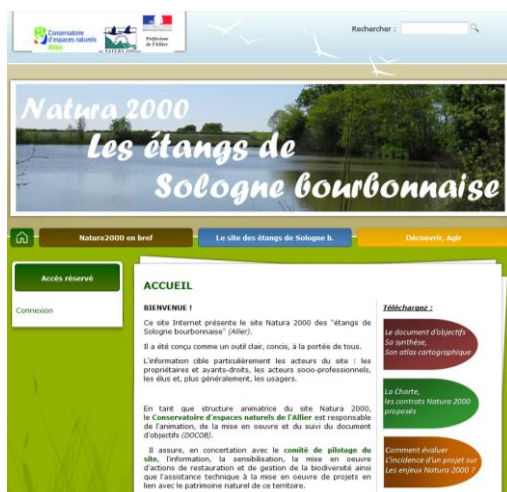 Conservatoire
d'espaces naturels
Allier
NATURA 2000
Préfecture
de l'Allier
Rechercher :
Natura 2000
Les étangs de
Sologne bourbonnaise
Natura2000 en bref
Le site des étangs de Sologne b.
Découvrir, Agir
Accès réservé
Connexion
ACCUEIL
BIENVENUE !
Ce site Internet présente le site Natura 2000 des "étangs de
Sologne bourbonnaise" (Allier).
Il a été conçu comme un outil clair, concis, à la portée de tous.
L'information cible particulièrement les acteurs du site : les
propriétaires et ayants-droits, les acteurs socio-professionnels,
les élus et, plus généralement, les usagers.
En tant que structure animatrice du site Natura 2000,
le Conservatoire d'espaces naturels de l'Allier est responsable
de l'animation, de la mise en oeuvre et du suivi du document
d'objectifs (DOCOB).
Il assure, en concertation avec le comité de pilotage du
site, l'information, la sensibilisation, la mise en oeuvre
d'actions de restauration et de gestion de la biodiversité ainsi
que l'assistance technique à la mise en oeuvre de projets en
lien avec le patrimoine naturel de ce territoire.
Téléchargez :
Le document d'objectifs
Sa synthèse,
Son atlas cartographique
La Charte,
les contrats Natura 2000
proposés
Comment évaluer
L'incidence d'un projet sur
Les enjeux Natura 2000 ?